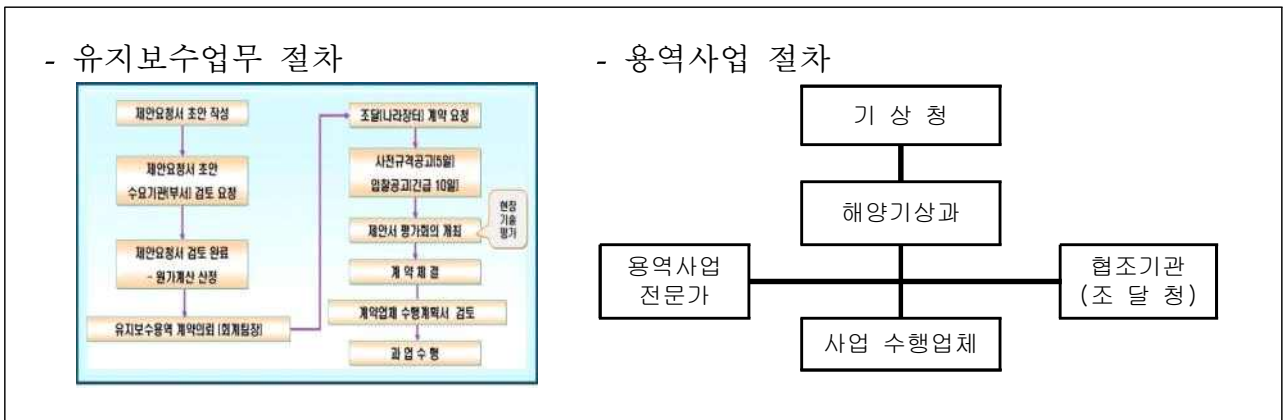 - 유지보수업무 절차
제안요청서 초안 작성
제안요청서 초안
수요기관(부서) 검토 요청
제안요청서 검토 완료
- 원가계산 산정
유지보수용역 계약의뢰 (회계팀장)
조달(나라장터) 계약 요청
사전규격공고(5일)
입찰공고(긴급 10일)
제안서 평가회의 개최
현장
기술
평가
계 약 체 결
계약업체 수행계획서 검토
과 업 수 행
- 용역사업 절차
기 상 청
해양기상과
용역사업
전문가
협조기관
(조 달 청)
사업 수행업체